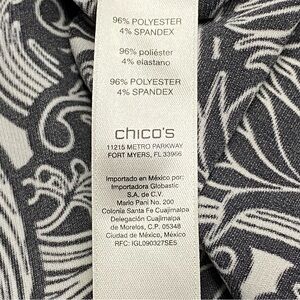 96% POLYESTER
4% SPANDEX
96% poliéster
4% elastano
96% POLYESTER
4% SPANDEX
chico's
11215 METRO PARKWAY
FORT MYERS, FL 33966
Importado en México por:
Importadora Globastic
S.A. de C.V.
Mario Pani No. 200
Colonia Santa Fe Cuajimalpa
Delegación Cuajimalpa
de Morelos, C.P. 05348
Ciudad de México, México
RFC: IGL090327SE5